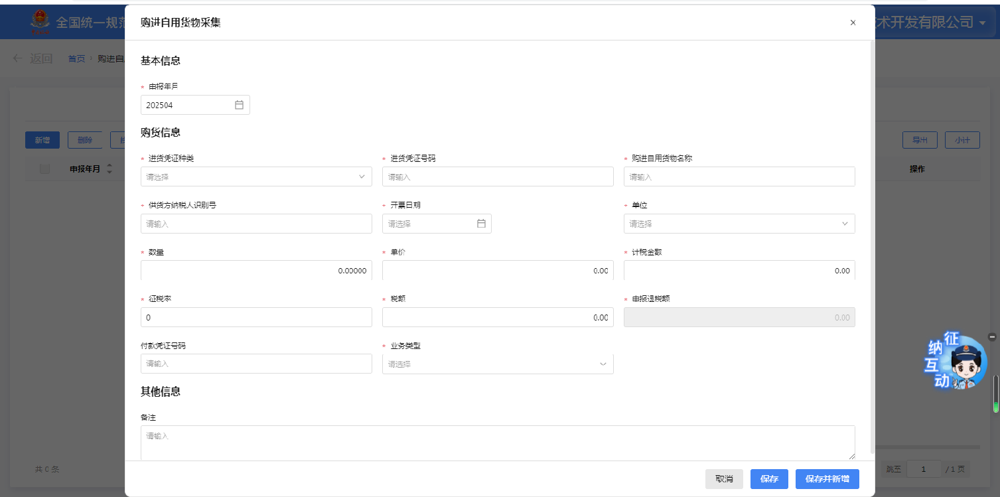 全国统一规范
购进自用货物采集
术开发有限公司
返回 首页 购进自
基本信息
* 申报年月
202504
购货信息
新增 删除
导出 小计
* 进货凭证种类 * 进货凭证号码 * 购进自用货物名称
请选择 请输入 请输入
申报年月
操作
* 供货方纳税人识别号 * 开票日期 * 单位
请输入 请选择 请选择
* 数量 * 单价 * 计税金额
0.00000 0.00 0.00
* 征税率 * 税额 * 申报退税额
0 0.00 0.00
付款凭证号码 * 业务类型
请输入 请选择
征纳互动
其他信息
备注
请输入
共 0 条
跳至 1 / 1 页
取消 保存 保存并新增